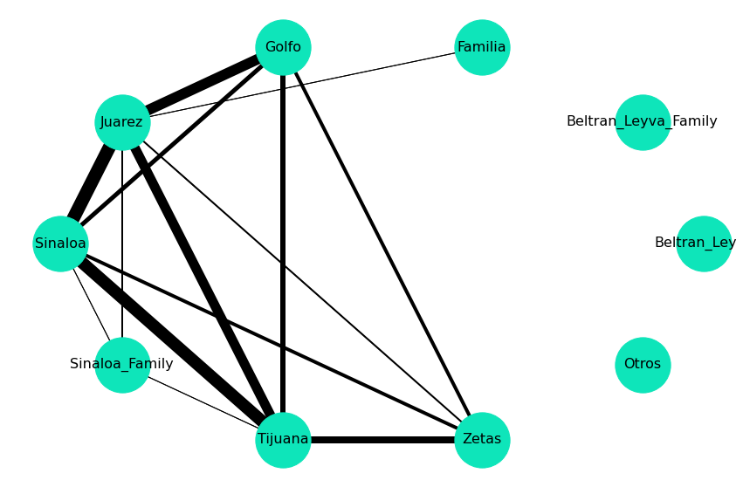 Golfo
Familia
Juarez
Beltran_Leyva_Family
Sinaloa
Beltran_Ley
Sinaloa_Family
Otros
Tijuana
Zetas